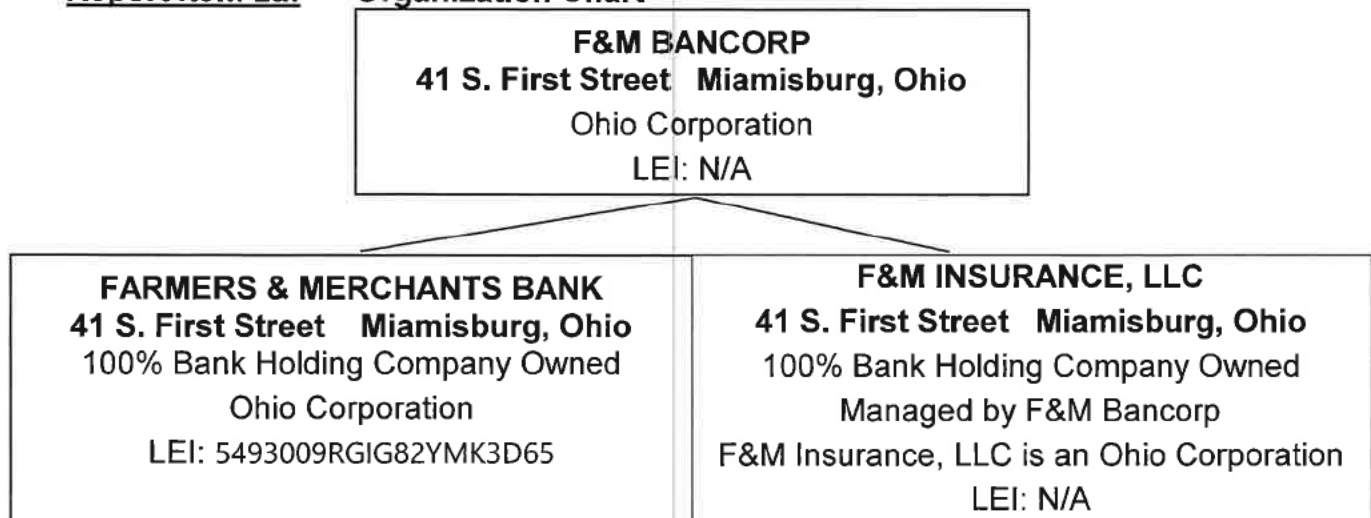 Organization Chart
F&M BANCORP
41 S. First Street Miamisburg, Ohio
Ohio Corporation
LEI: N/A
FARMERS & MERCHANTS BANK
41 S. First Street Miamisburg, Ohio
100% Bank Holding Company Owned
Ohio Corporation
LEI: 5493009RGIG82YMK3D65
F&M INSURANCE, LLC
41 S. First Street Miamisburg, Ohio
100% Bank Holding Company Owned
Managed by F&M Bancorp
F&M Insurance, LLC is an Ohio Corporation
LEI: N/A